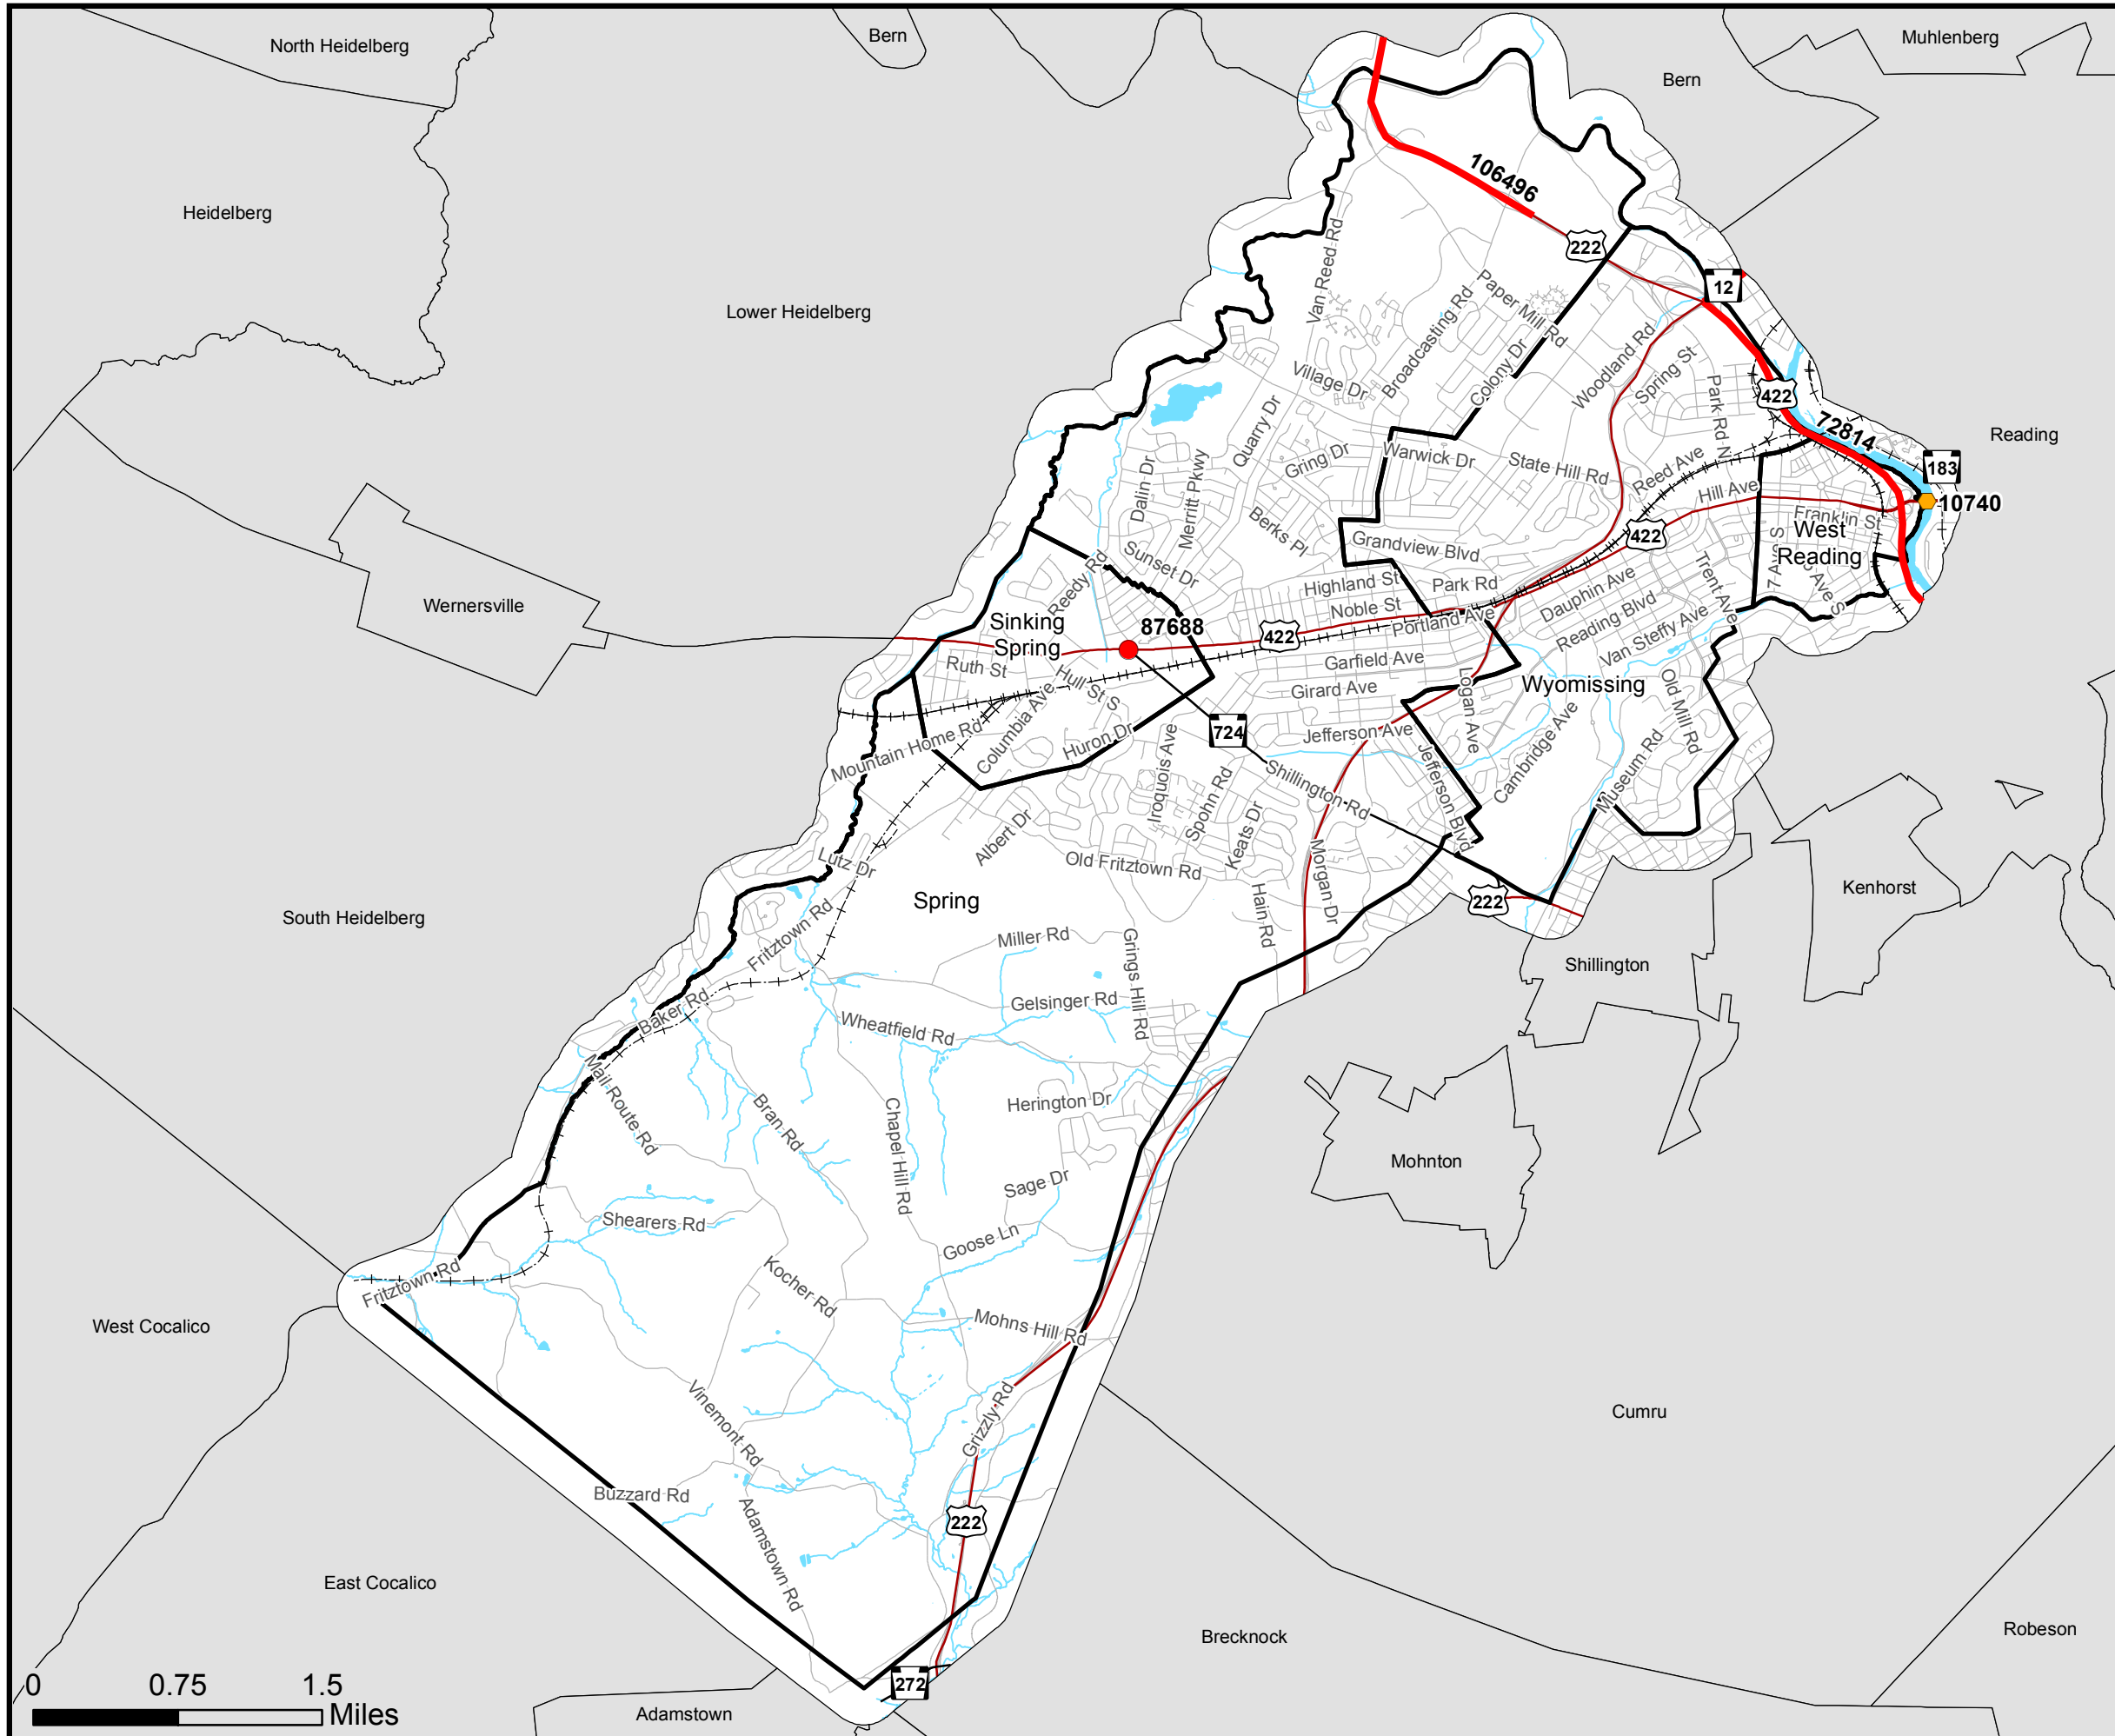 North Heidelberg
Bern
Muhlenberg
Bern
106496
Heidelberg
222
12
Lower Heidelberg
Van Reed Rd
Paper Mill Rd
Broadcasting Rd
Colony Dr
Woodland Rd
Spring St
Village Dr
Park Rd N
422
72814
Reading
Quarry Dr
Gring Dr
Warwick Dr
State Hill Rd
Reed Ave
183
Dalin Dr
Merritt Pkwy
Hill Ave
10740
Berks Pl
Franklin St
West
Reading
Grandview Blvd
422
Sunset Dr
Reedy Rd
Highland St
Park Rd
Dauphin Ave
Trent Ave
7 Ave S
Ave S
Wernersville
Sinking
Spring
87688
Noble St
422
Portland Ave
Reading Blvd
Van Steffy Ave
Ruth St
Hull St S
Garfield Ave
Girard Ave
Logan Ave
Wyomissing
Old Mill Rd
Columbia Ave
Mountain Home Rd
Huron Dr
724
Jefferson Ave
Cambridge Ave
Museum Rd
Iroquois Ave
Spohn Rd
Shillington Rd
Jefferson Blvd
Albert Dr
Keats Dr
Lutz Dr
Old Fritztown Rd
Morgan Dr
Kenhorst
South Heidelberg
Spring
Hain Rd
222
Fritztown Rd
Miller Rd
Grings Hill Rd
Shillington
Baker Rd
Gelsinger Rd
Wheatfield Rd
Mail Route Rd
Bran Rd
Chapel Hill Rd
Herington Dr
Mohnton
Sage Dr
Shearers Rd
Goose Ln
Fritztown Rd
Kocher Rd
West Cocalico
Mohns Hill Rd
Vinemont Rd
Grizzly Rd
Cumru
Buzzard Rd
222
Adamstown Rd
East Cocalico
Brecknock
Robeson
272
Adamstown
0 0.75 1.5
Miles